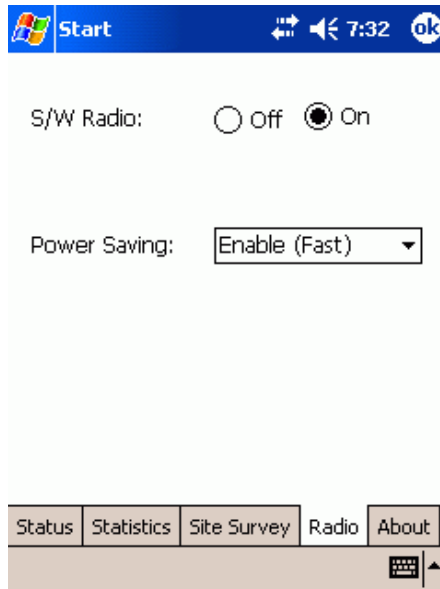 Start 7:32 ok
S/W Radio: Off On
Power Saving: Enable (Fast)
Status Statistics Site Survey Radio About